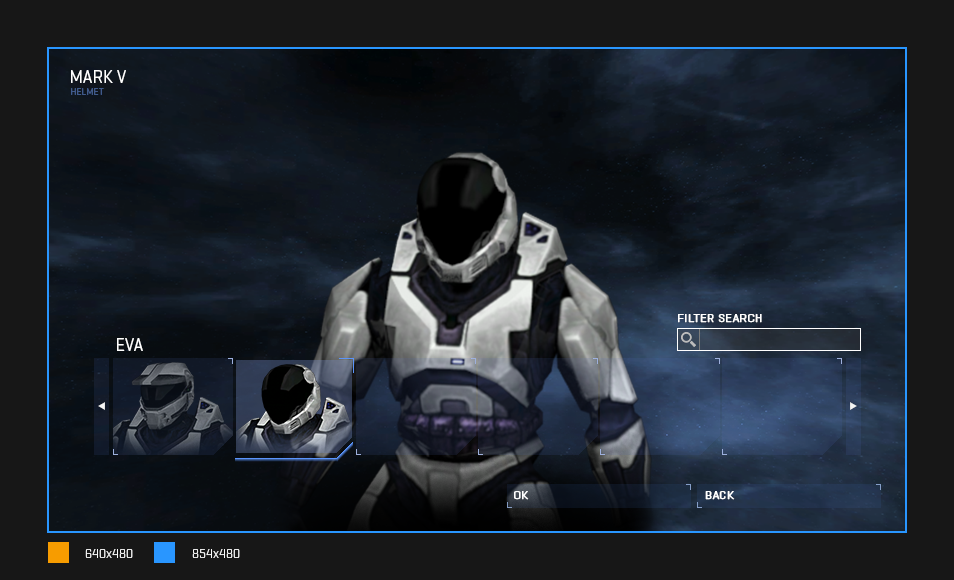 MARK V
HELMET
FILTER SEARCH
EVA
OK
BACK
640x480
854x480